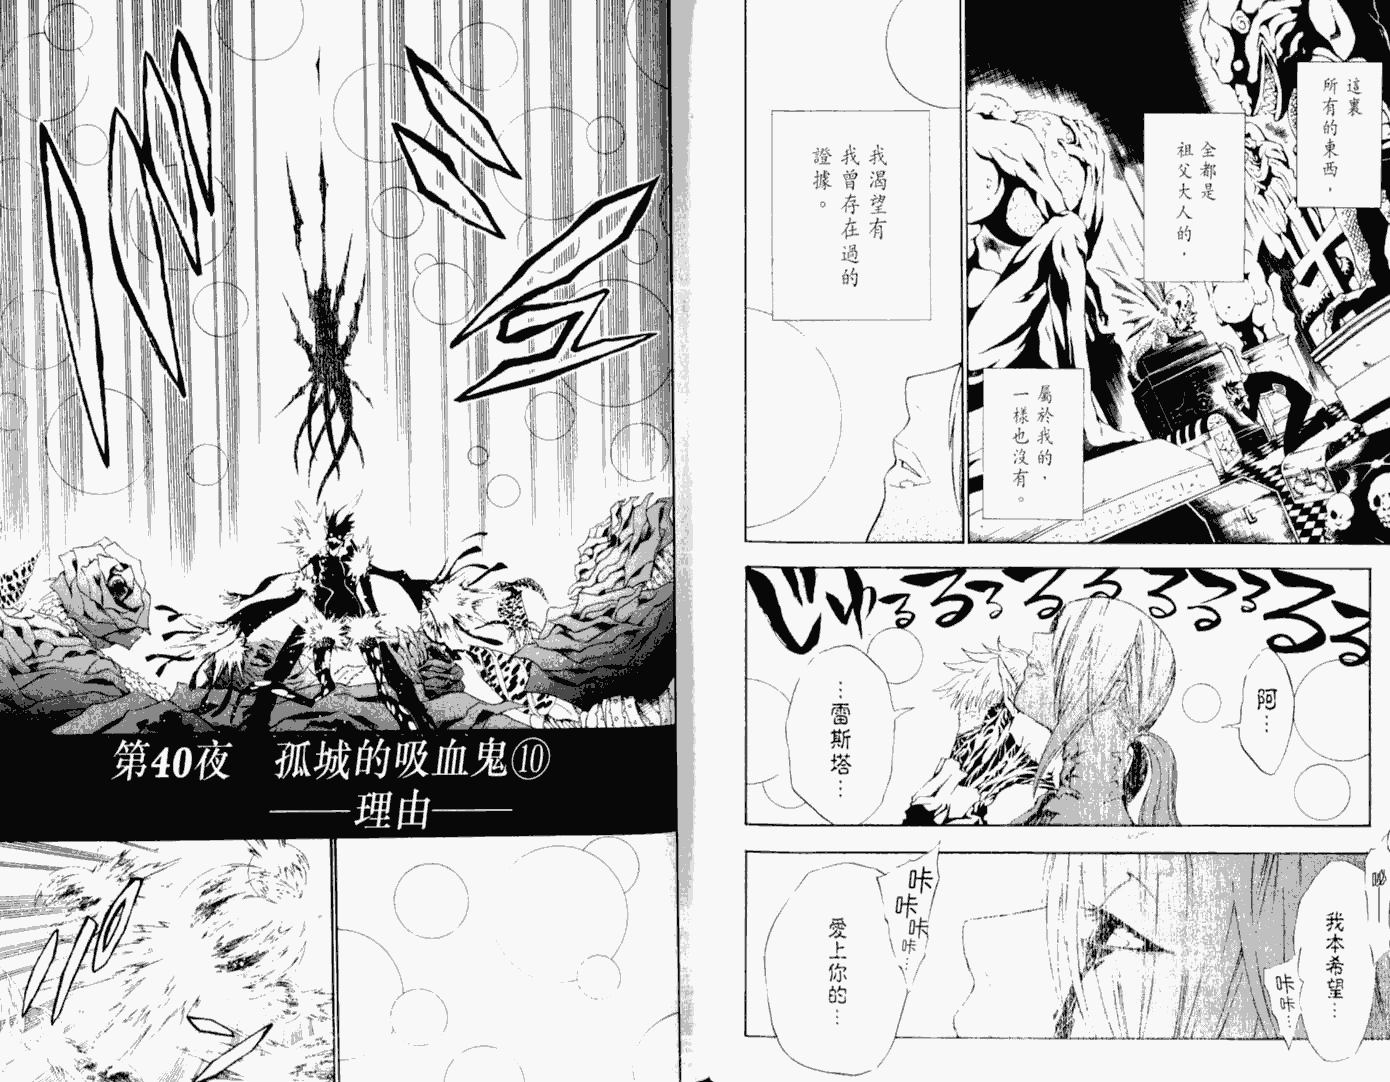 這裏
所有的東西，
全都是
祖父大人的，
屬於我的，
一樣也沒有。
我渴望有
我曾存在過的
證據。
じゅるるるるるるるるるる
阿…
…雷斯塔…
我本希望…
咔咔…
咔咔咔咔…
愛上你的…
第40夜　孤城的吸血鬼⑩
——理由——